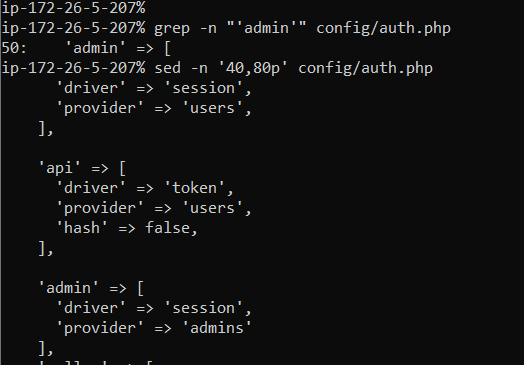 ip-172-26-5-207%
ip-172-26-5-207% grep -n "'admin'" config/auth.php
50:    'admin' => [
ip-172-26-5-207% sed -n '40,80p' config/auth.php
      'driver' => 'session',
      'provider' => 'users',
    ],
    'api' => [
      'driver' => 'token',
      'provider' => 'users',
      'hash' => false,
    ],
    'admin' => [
      'driver' => 'session',
      'provider' => 'admins'
    ],